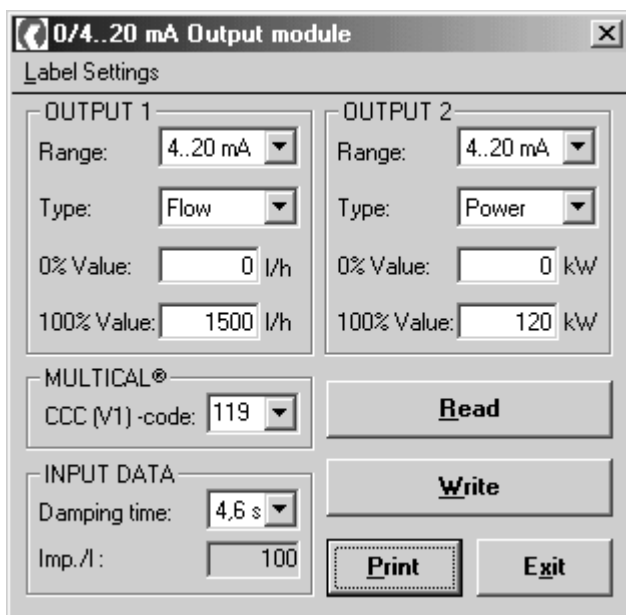 0/4..20 mA Output module
Label Settings
OUTPUT 1
Range: 4..20 mA
Type: Flow
0% Value: 0 l/h
100% Value: 1500 l/h
OUTPUT 2
Range: 4..20 mA
Type: Power
0% Value: 0 kW
100% Value: 120 kW
MULTICAL®
CCC (V1) -code: 119
INPUT DATA
Damping time: 4,6 s
Imp./l : 100
Read
Write
Print
Exit